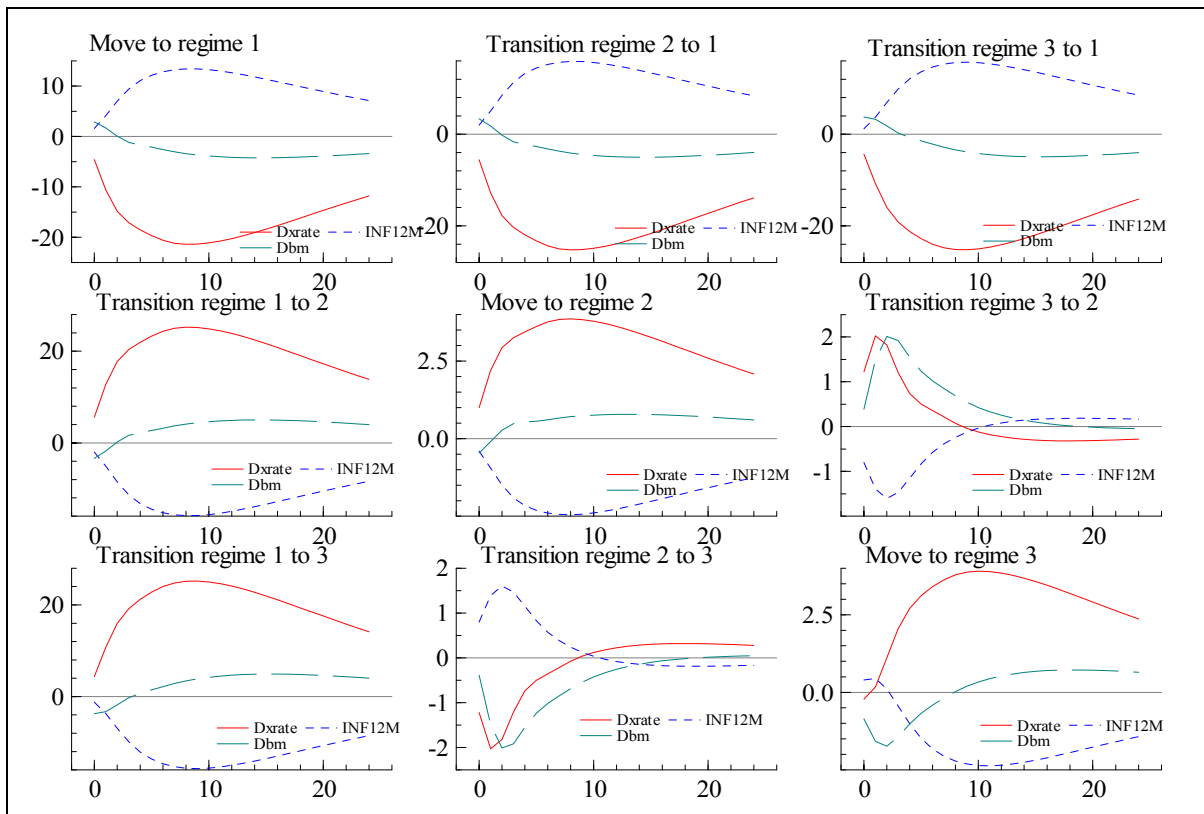 Move to regime 1
10
0
-10
-20
Dxrate INF12M
Dbm
0 10 20
Transition regime 2 to 1
0
-20
Dxrate INF12M
Dbm
0 10 20
Transition regime 3 to 1
0
-20
Dxrate INF12M
Dbm
0 10 20
Transition regime 1 to 2
20
0
Dxrate INF12M
Dbm
0 10 20
Move to regime 2
2.5
0.0
Dxrate INF12M
Dbm
0 10 20
Transition regime 3 to 2
2
1
0
-1
Dxrate INF12M
Dbm
0 10 20
Transition regime 1 to 3
20
0
Dxrate INF12M
Dbm
0 10 20
Transition regime 2 to 3
2
1
0
-1
-2
Dxrate INF12M
Dbm
0 10 20
Move to regime 3
2.5
0.0
Dxrate INF12M
Dbm
0 10 20